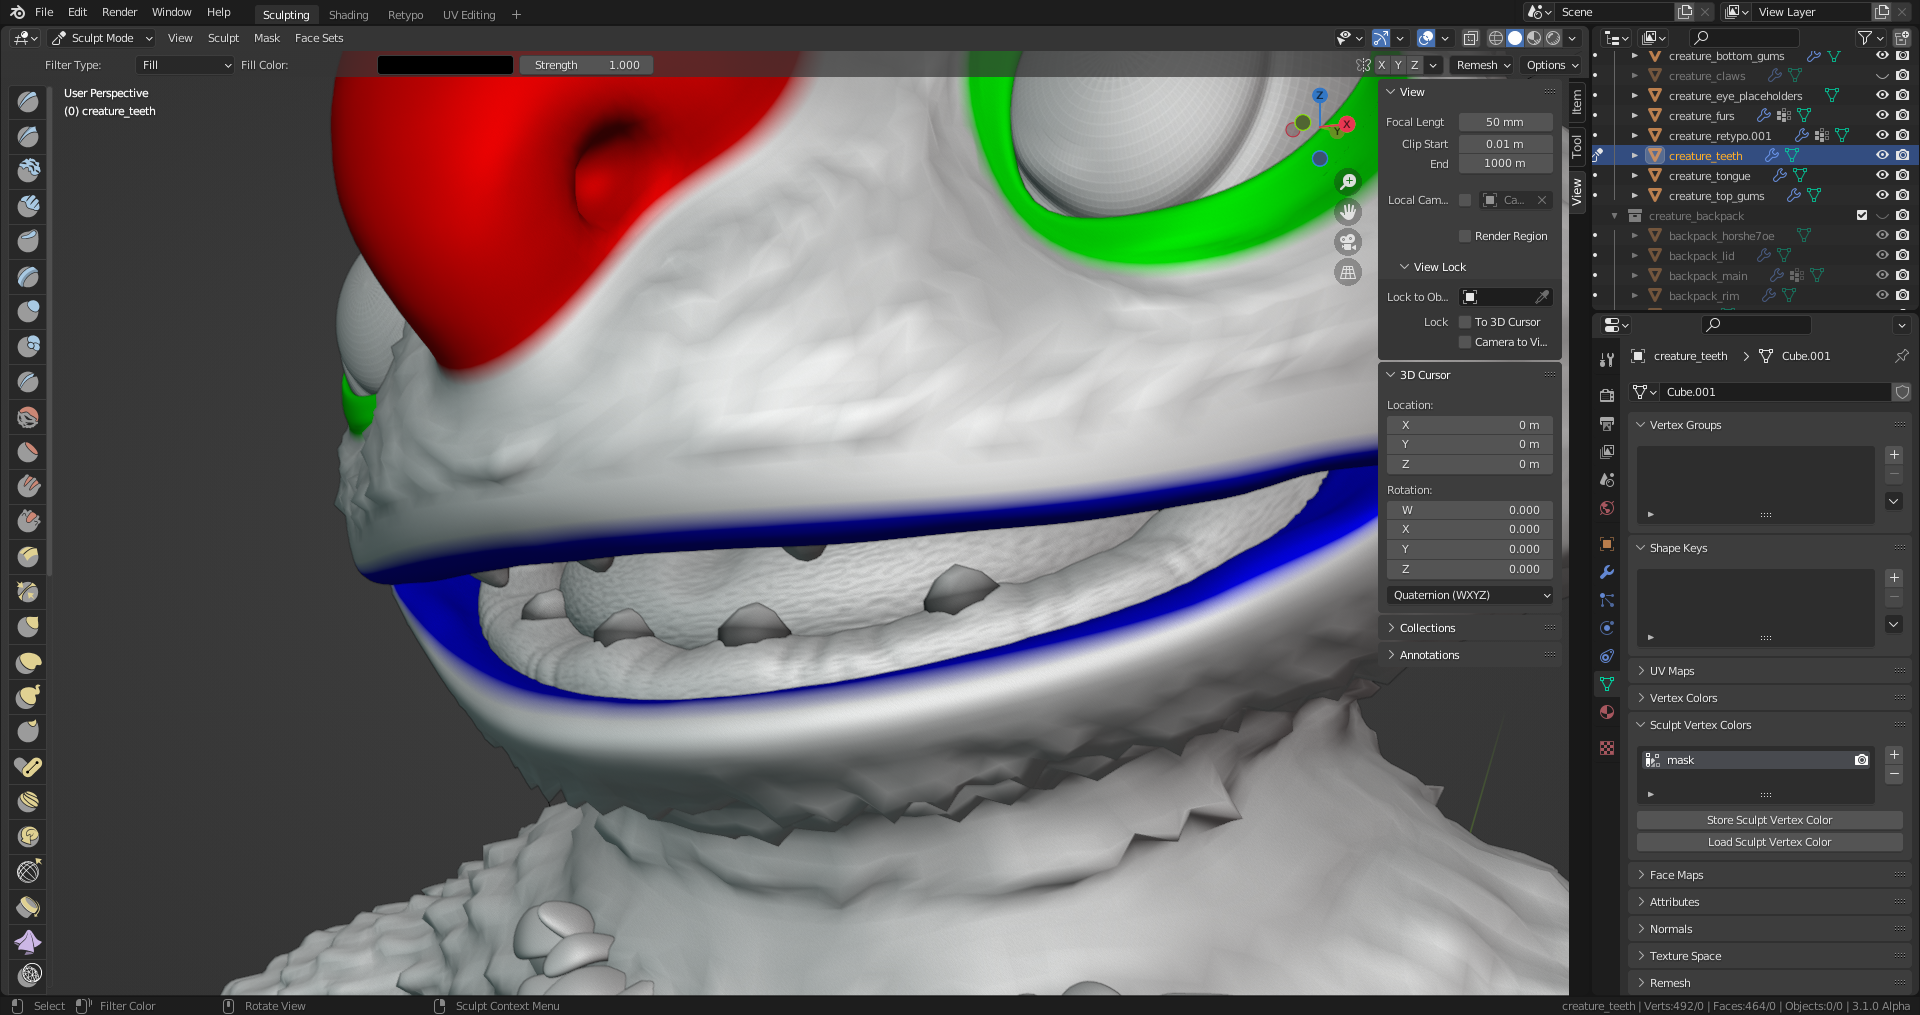 File Edit Render Window Help Sculpting Shading Retypo UV Editing + Scene View Layer
Sculpt Mode View Sculpt Mask Face Sets
Filter Type: Fill Fill Color: Strength 1.000 X Y Z Remesh Options
User Perspective
(0) creature_teeth
Z
X
Y
Item
Tool
View
View
Focal Lengt 50 mm
Clip Start 0.01 m
End 1000 m
Local Cam... Ca...
Render Region
View Lock
Lock to Ob...
Lock To 3D Cursor
Camera to Vi...
3D Cursor
Location:
X 0 m
Y 0 m
Z 0 m
Rotation:
W 0.000
X 0.000
Y 0.000
Z 0.000
Quaternion (WXYZ)
Collections
Annotations
creature_bottom_gums
creature_claws
creature_eye_placeholders
creature_furs
creature_retypo.001
creature_teeth
creature_tongue
creature_top_gums
creature_backpack
backpack_horshe7oe
backpack_lid
backpack_main
backpack_rim
creature_teeth > Cube.001
Cube.001
Vertex Groups
Shape Keys
UV Maps
Vertex Colors
Sculpt Vertex Colors
mask
Store Sculpt Vertex Color
Load Sculpt Vertex Color
Face Maps
Attributes
Normals
Texture Space
Remesh
Select Filter Color Rotate View Sculpt Context Menu creature_teeth | Verts:492/0 | Faces:464/0 | Objects:0/0 | 3.1.0 Alpha